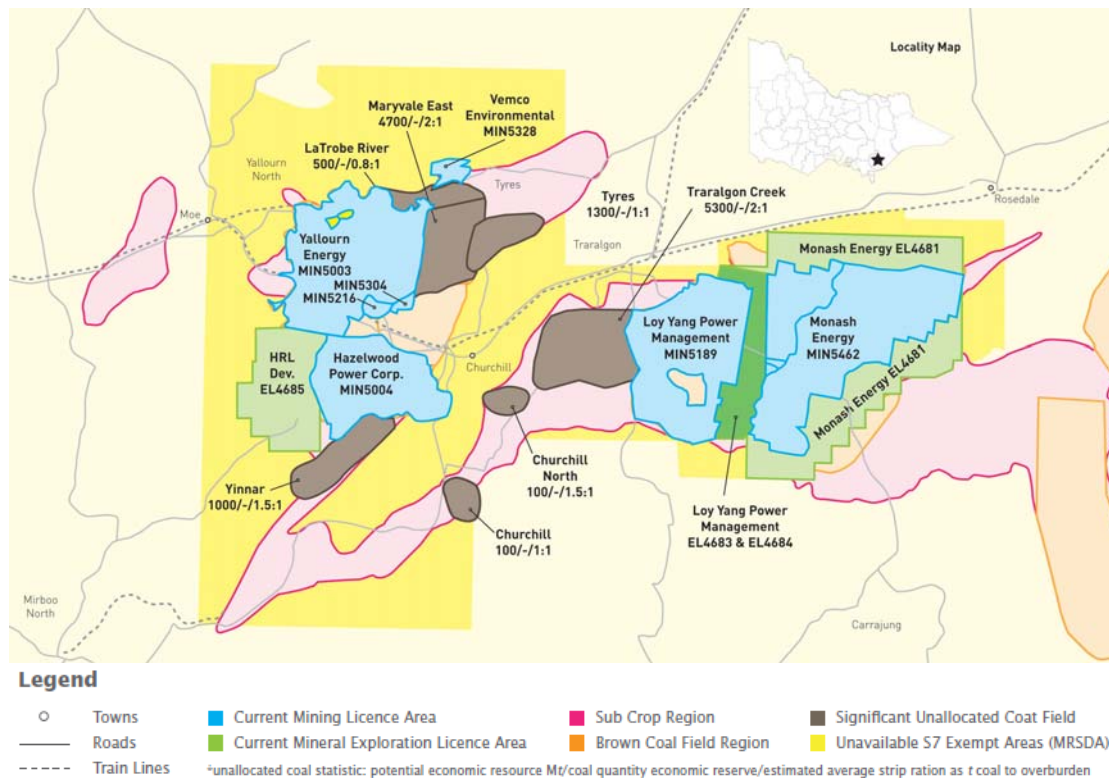 Locality Map
Vemco
Environmental
MIN5328
Maryvale East
4700/-/2:1
LaTrobe River
500/-/0.8:1
Yallourn
North
Tyres
Tyres
1300/-/1:1
Traralgon Creek
5300/-/2:1
Rosedale
Moe
Traralgon
Yallourn
Energy
MIN5003
MIN5304
MIN5216
Monash Energy EL4681
Loy Yang Power
Management
MIN5189
Monash
Energy
MIN5462
HRL
Dev.
EL4685
Hazelwood
Power Corp.
MIN5004
Churchill
Monash Energy EL4681
Yinnar
1000/-/1.5:1
Churchill
North
100/-/1.5:1
Churchill
100/-/1:1
Loy Yang Power
Management
EL4683 & EL4684
Mirboo
North
Carrajung
Legend
Towns
Current Mining Licence Area
Sub Crop Region
Significant Unallocated Coat Field
Roads
Current Mineral Exploration Licence Area
Brown Coal Field Region
Unavailable S7 Exempt Areas (MRSDA)
Train Lines
*unallocated coal statistic: potential economic resource Mt/coal quantity economic reserve/estimated average strip ration as t coal to overburden